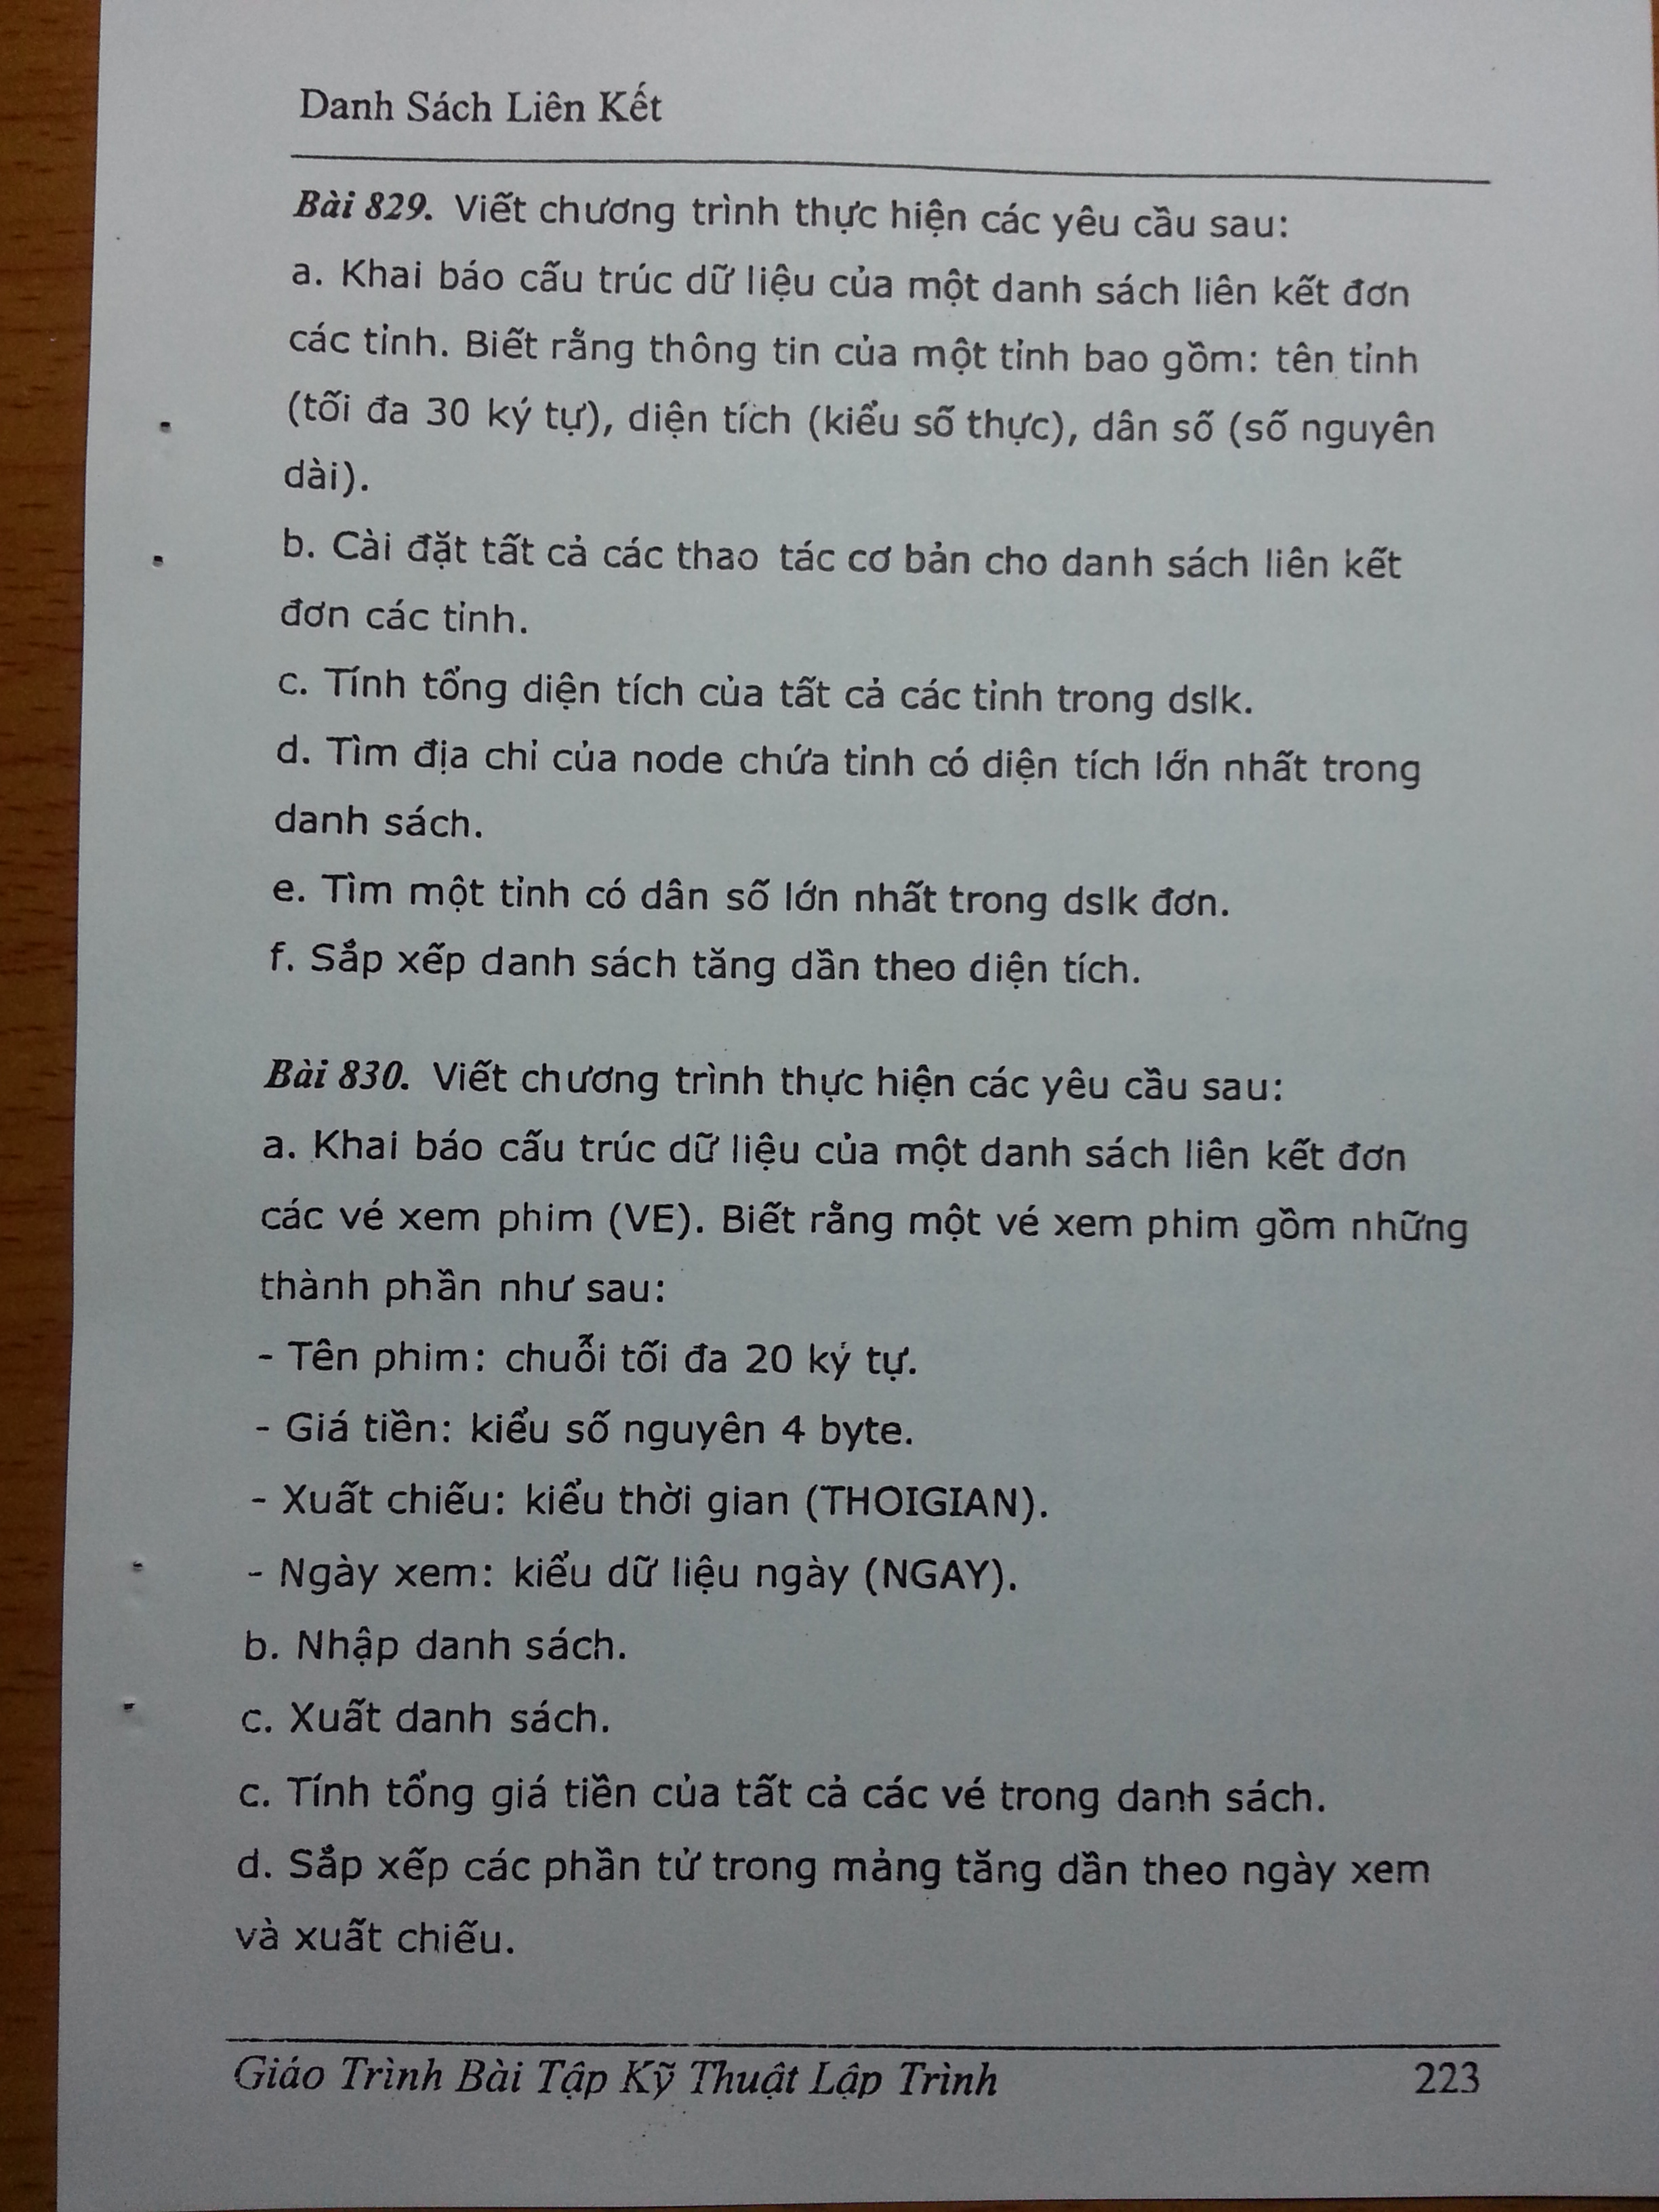 Danh Sách Liên Kết
Bài 829. Viết chương trình thực hiện các yêu cầu sau:
a. Khai báo cấu trúc dữ liệu của một danh sách liên kết đơn
các tỉnh. Biết rằng thông tin của một tỉnh bao gồm: tên tỉnh
(tối đa 30 ký tự), diện tích (kiểu số thực), dân số (số nguyên
dài).
b. Cài đặt tất cả các thao tác cơ bản cho danh sách liên kết
đơn các tỉnh.
c. Tính tổng diện tích của tất cả các tỉnh trong dslk.
d. Tìm địa chỉ của node chứa tỉnh có diện tích lớn nhất trong
danh sách.
e. Tìm một tỉnh có dân số lớn nhất trong dslk đơn.
f. Sắp xếp danh sách tăng dần theo diện tích.
Bài 830. Viết chương trình thực hiện các yêu cầu sau:
a. Khai báo cấu trúc dữ liệu của một danh sách liên kết đơn
các vé xem phim (VE). Biết rằng một vé xem phim gồm những
thành phần như sau:
- Tên phim: chuỗi tối đa 20 ký tự.
- Giá tiền: kiểu số nguyên 4 byte.
- Xuất chiếu: kiểu thời gian (THOIGIAN).
- Ngày xem: kiểu dữ liệu ngày (NGAY).
b. Nhập danh sách.
c. Xuất danh sách.
c. Tính tổng giá tiền của tất cả các vé trong danh sách.
d. Sắp xếp các phần tử trong mảng tăng dần theo ngày xem
và xuất chiếu.
Giáo Trình Bài Tập Kỹ Thuật Lập Trình 223